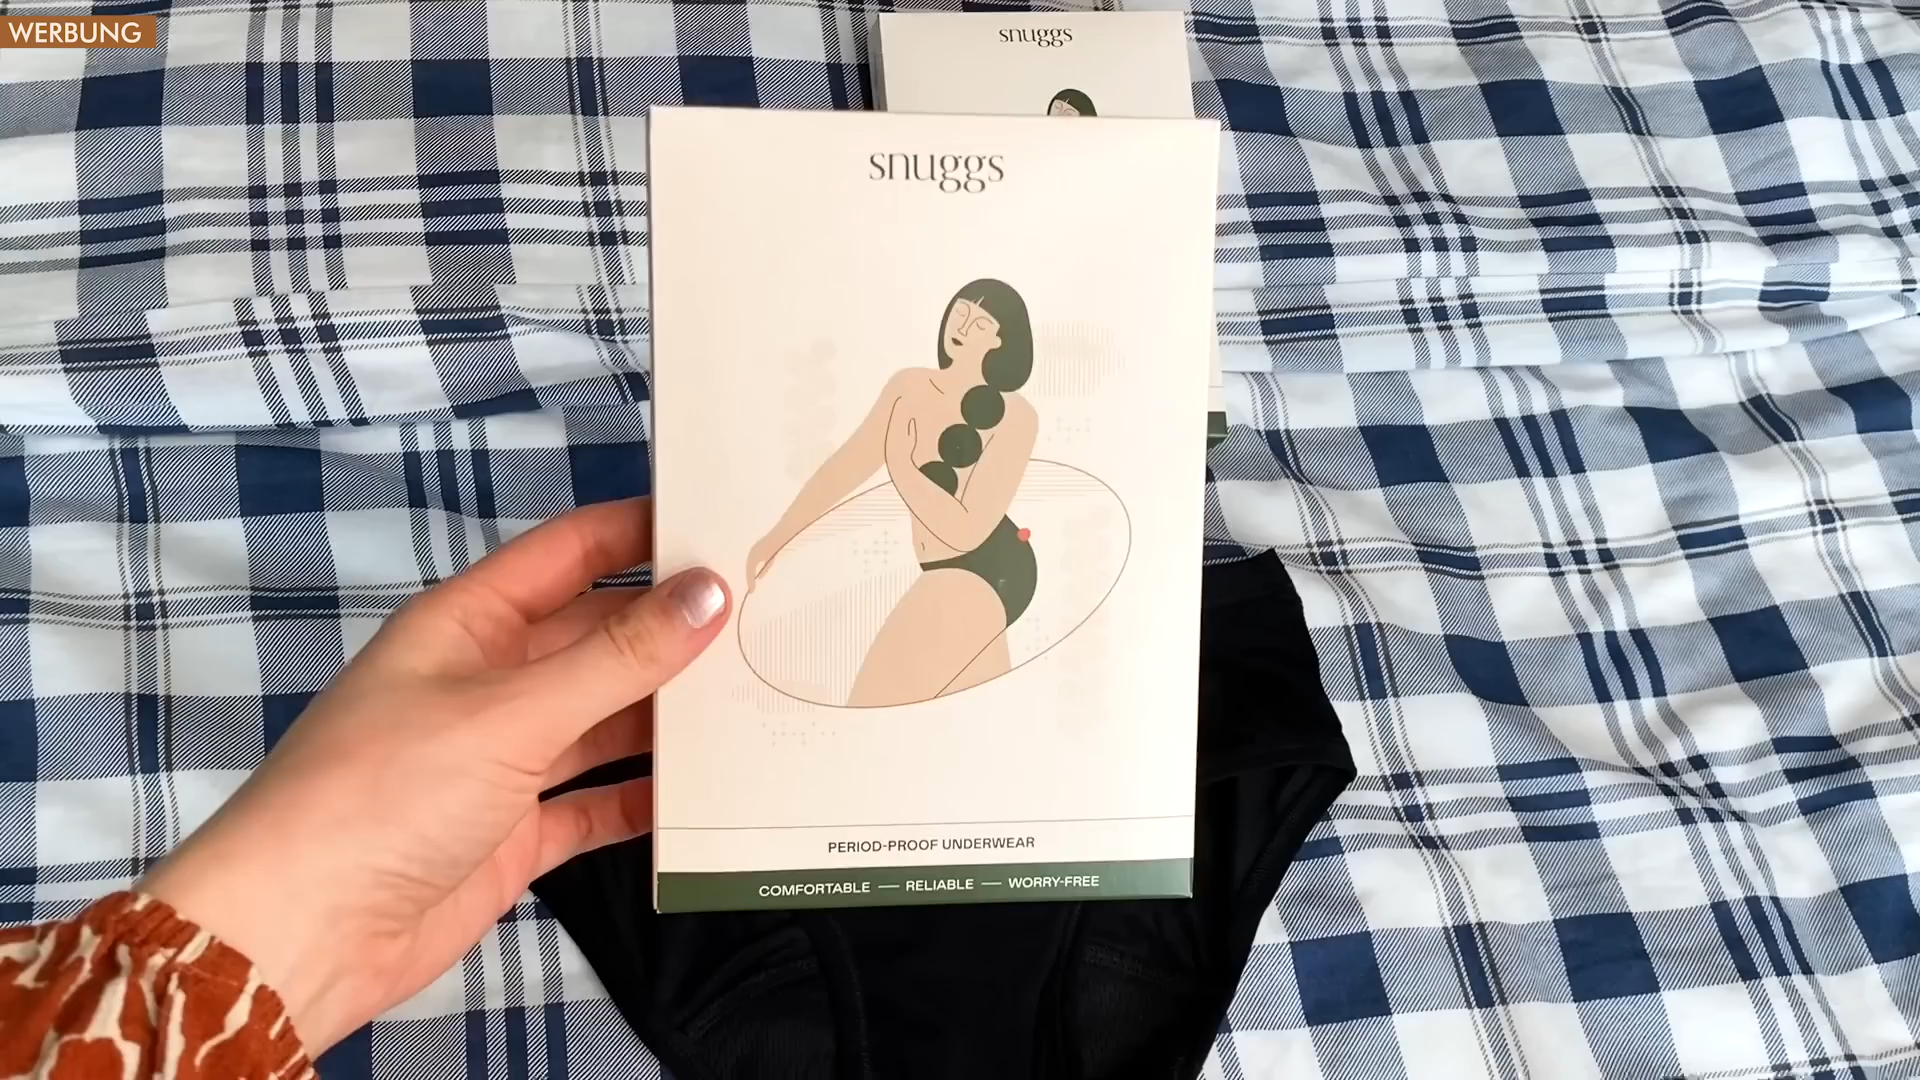 WERBUNG
snuggs
snuggs
PERIOD-PROOF UNDERWEAR
COMFORTABLE — RELIABLE — WORRY-FREE